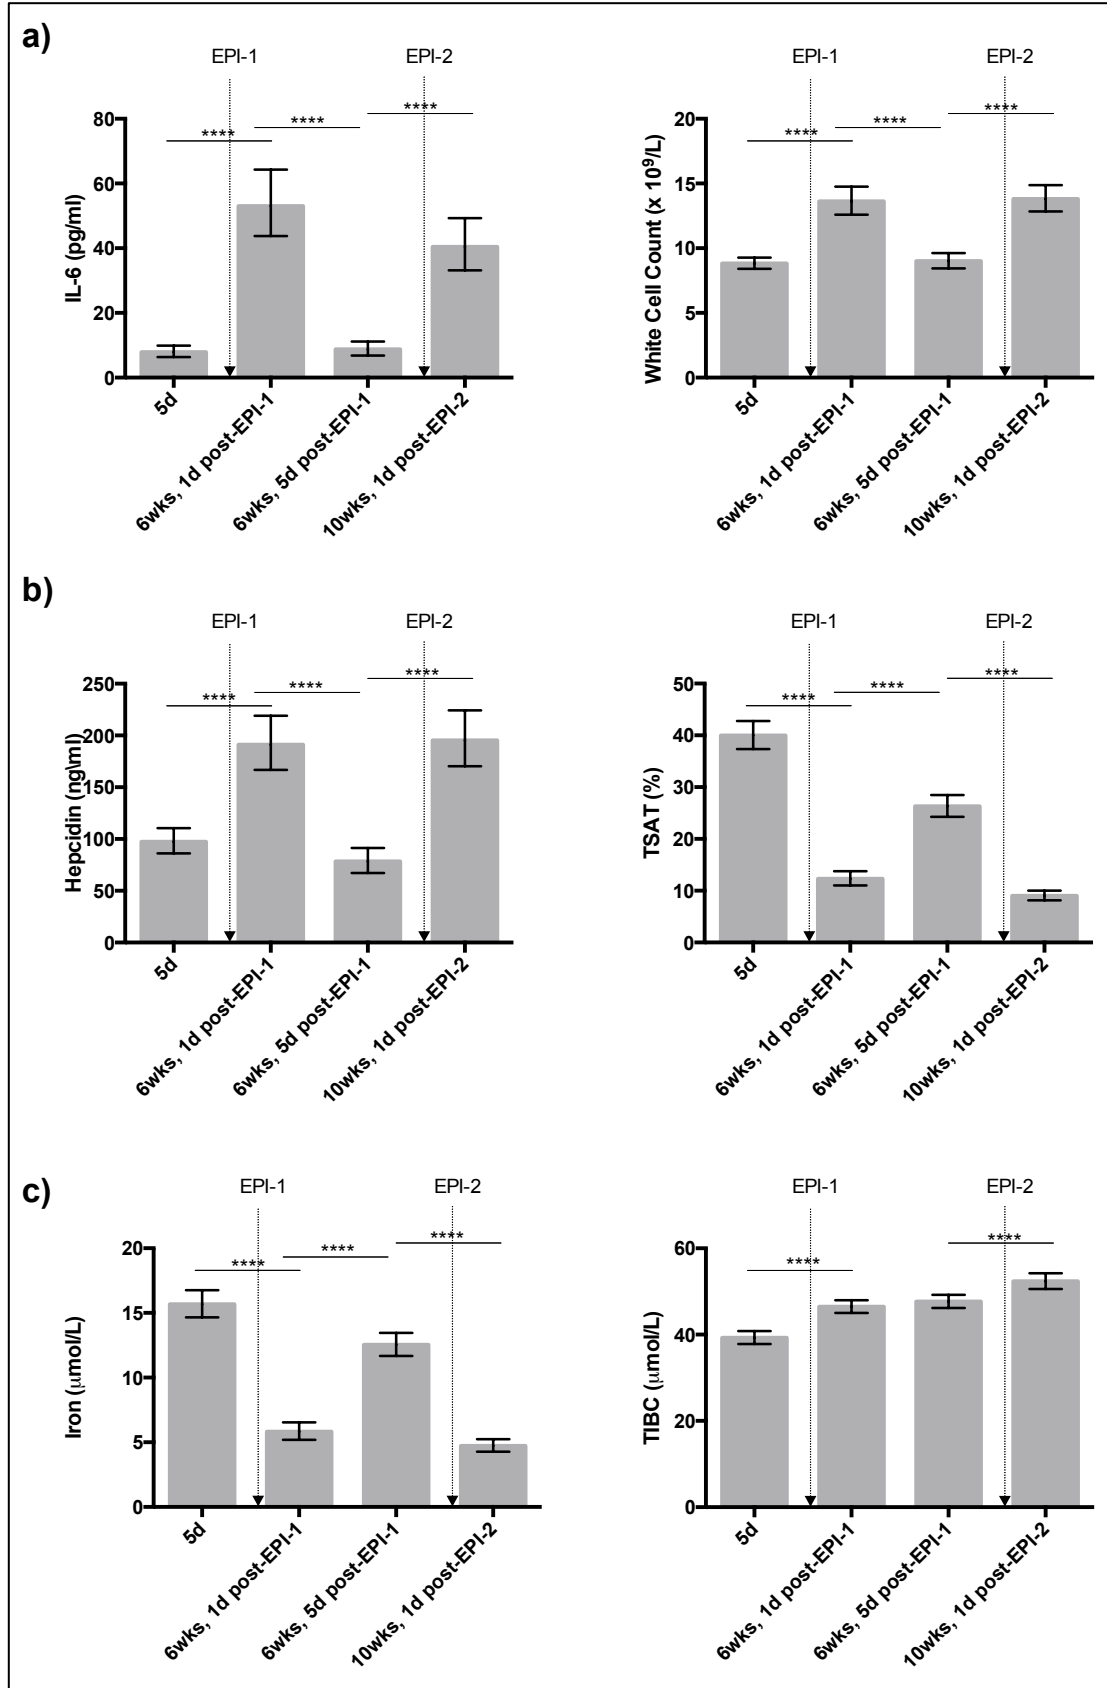 a)
EPI-1
EPI-2
****
****
****
80
60
40
20
0
IL-6 (pg/ml)
5d
6wks, 1d post-EPI-1
6wks, 5d post-EPI-1
10wks, 1d post-EPI-2
EPI-1
EPI-2
****
****
****
20
15
10
5
0
White Cell Count (x 10⁹/L)
5d
6wks, 1d post-EPI-1
6wks, 5d post-EPI-1
10wks, 1d post-EPI-2
b)
EPI-1
EPI-2
****
****
****
250
200
150
100
50
0
Hepcidin (ng\ml)
5d
6wks, 1d post-EPI-1
6wks, 5d post-EPI-1
10wks, 1d post-EPI-2
EPI-1
EPI-2
****
****
****
50
40
30
20
10
0
TSAT (%)
5d
6wks, 1d post-EPI-1
6wks, 5d post-EPI-1
10wks, 1d post-EPI-2
c)
EPI-1
EPI-2
****
****
****
20
15
10
5
0
Iron (μmol/L)
5d
6wks, 1d post-EPI-1
6wks, 5d post-EPI-1
10wks, 1d post-EPI-2
EPI-1
EPI-2
****
****
60
40
20
0
TIBC (μmol/L)
5d
6wks, 1d post-EPI-1
6wks, 5d post-EPI-1
10wks, 1d post-EPI-2